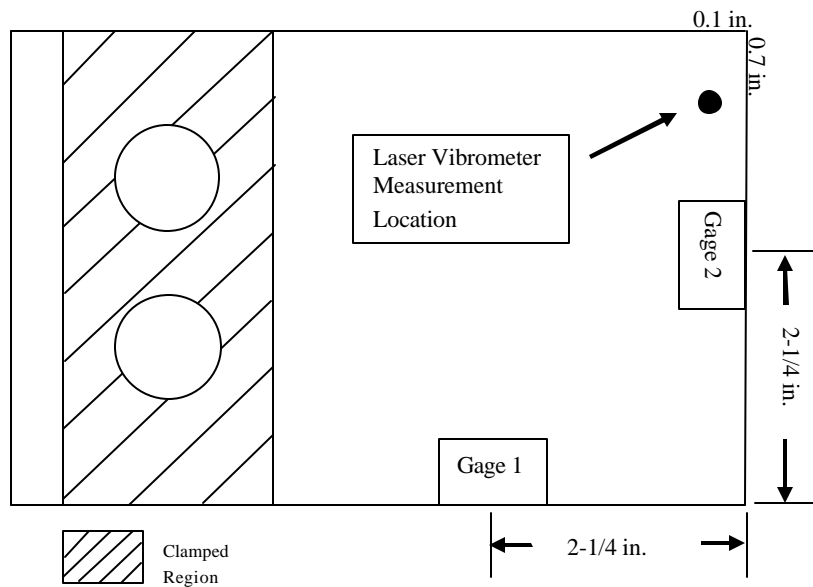 0.1 in.
0.7 in.
Laser Vibrometer
Measurement
Location
Gage 2
2-1/4 in.
Gage 1
2-1/4 in.
Clamped
Region